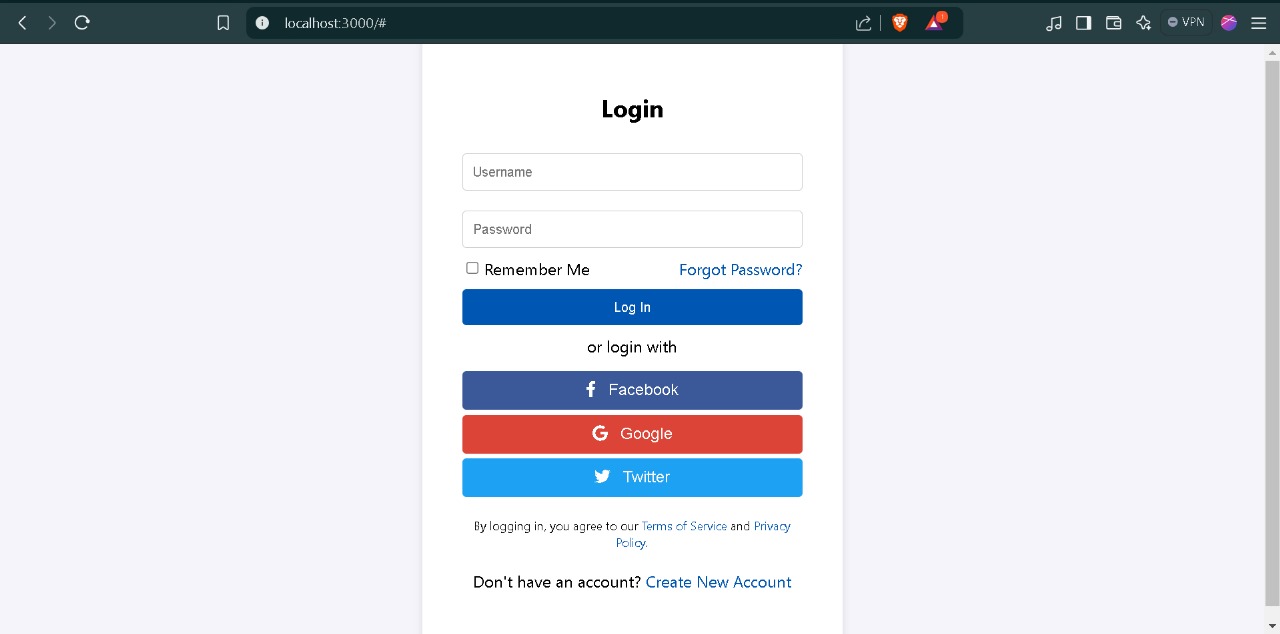 localhost:3000/#
1
VPN
Login
Username
Password
Remember Me
Forgot Password?
Log In
or login with
Facebook
Google
Twitter
By logging in, you agree to our Terms of Service and Privacy
Policy.
Don't have an account? Create New Account